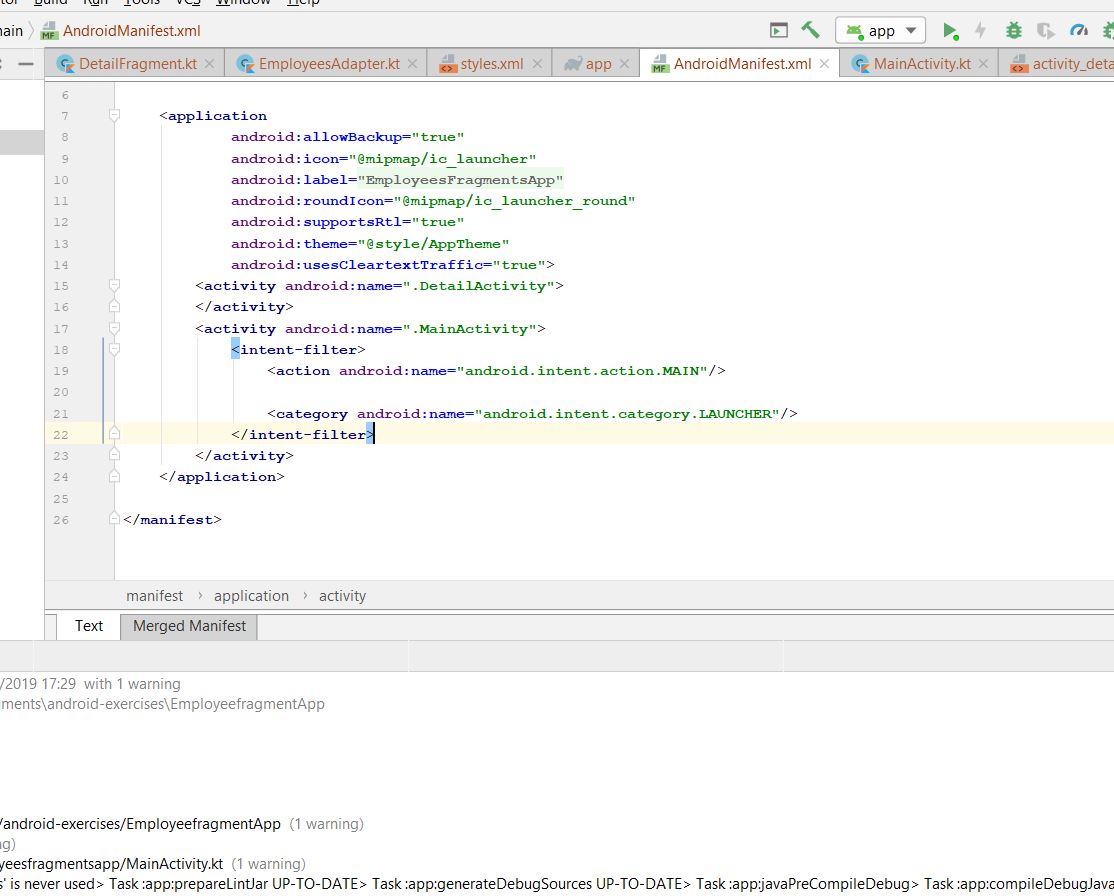 Build Run Tools VCS Window Help
AndroidManifest.xml
app
DetailFragment.kt EmployeesAdapter.kt styles.xml app AndroidManifest.xml MainActivity.kt activity_deta
6
7 <application
8 android:allowBackup="true"
9 android:icon="@mipmap/ic_launcher"
10 android:label="EmployeesFragmentsApp"
11 android:roundIcon="@mipmap/ic_launcher_round"
12 android:supportsRtl="true"
13 android:theme="@style/AppTheme"
14 android:usesCleartextTraffic="true">
15 <activity android:name=".DetailActivity">
16 </activity>
17 <activity android:name=".MainActivity">
18 <intent-filter>
19 <action android:name="android.intent.action.MAIN"/>
20
21 <category android:name="android.intent.category.LAUNCHER"/>
22 </intent-filter>
23 </activity>
24 </application>
25
26 </manifest>
manifest › application › activity
Text Merged Manifest
/2019 17:29 with 1 warning
ments\android-exercises\EmployeefragmentApp
/android-exercises/EmployeefragmentApp (1 warning)
ng)
yeesfragmentsapp/MainActivity.kt (1 warning)
s' is never used> Task :app:prepareLintJar UP-TO-DATE> Task :app:generateDebugSources UP-TO-DATE> Task :app:javaPreCompileDebug> Task :app:compileDebugJava